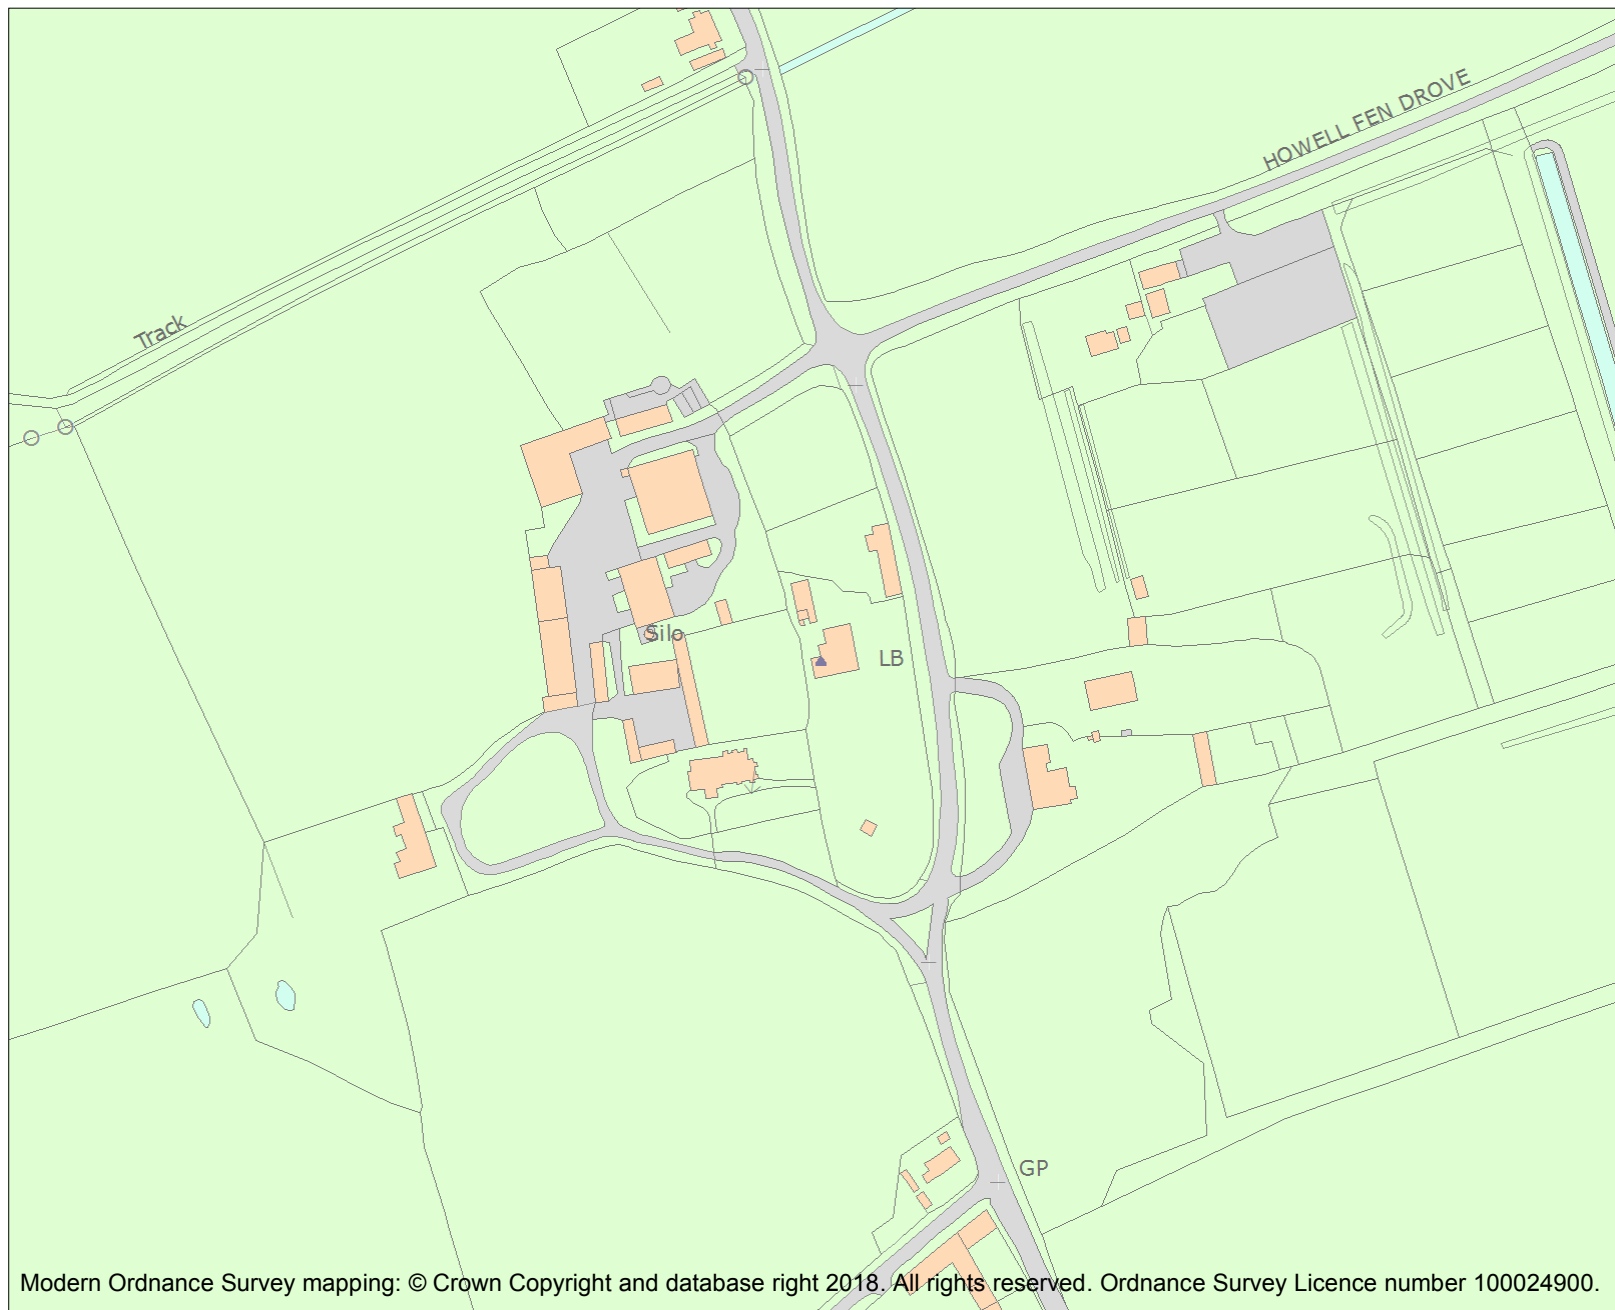 HOWELL FEN DROVE
Track
Silo
LB
GP
Modern Ordnance Survey mapping: © Crown Copyright and database right 2018. All rights reserved. Ordnance Survey Licence number 100024900.